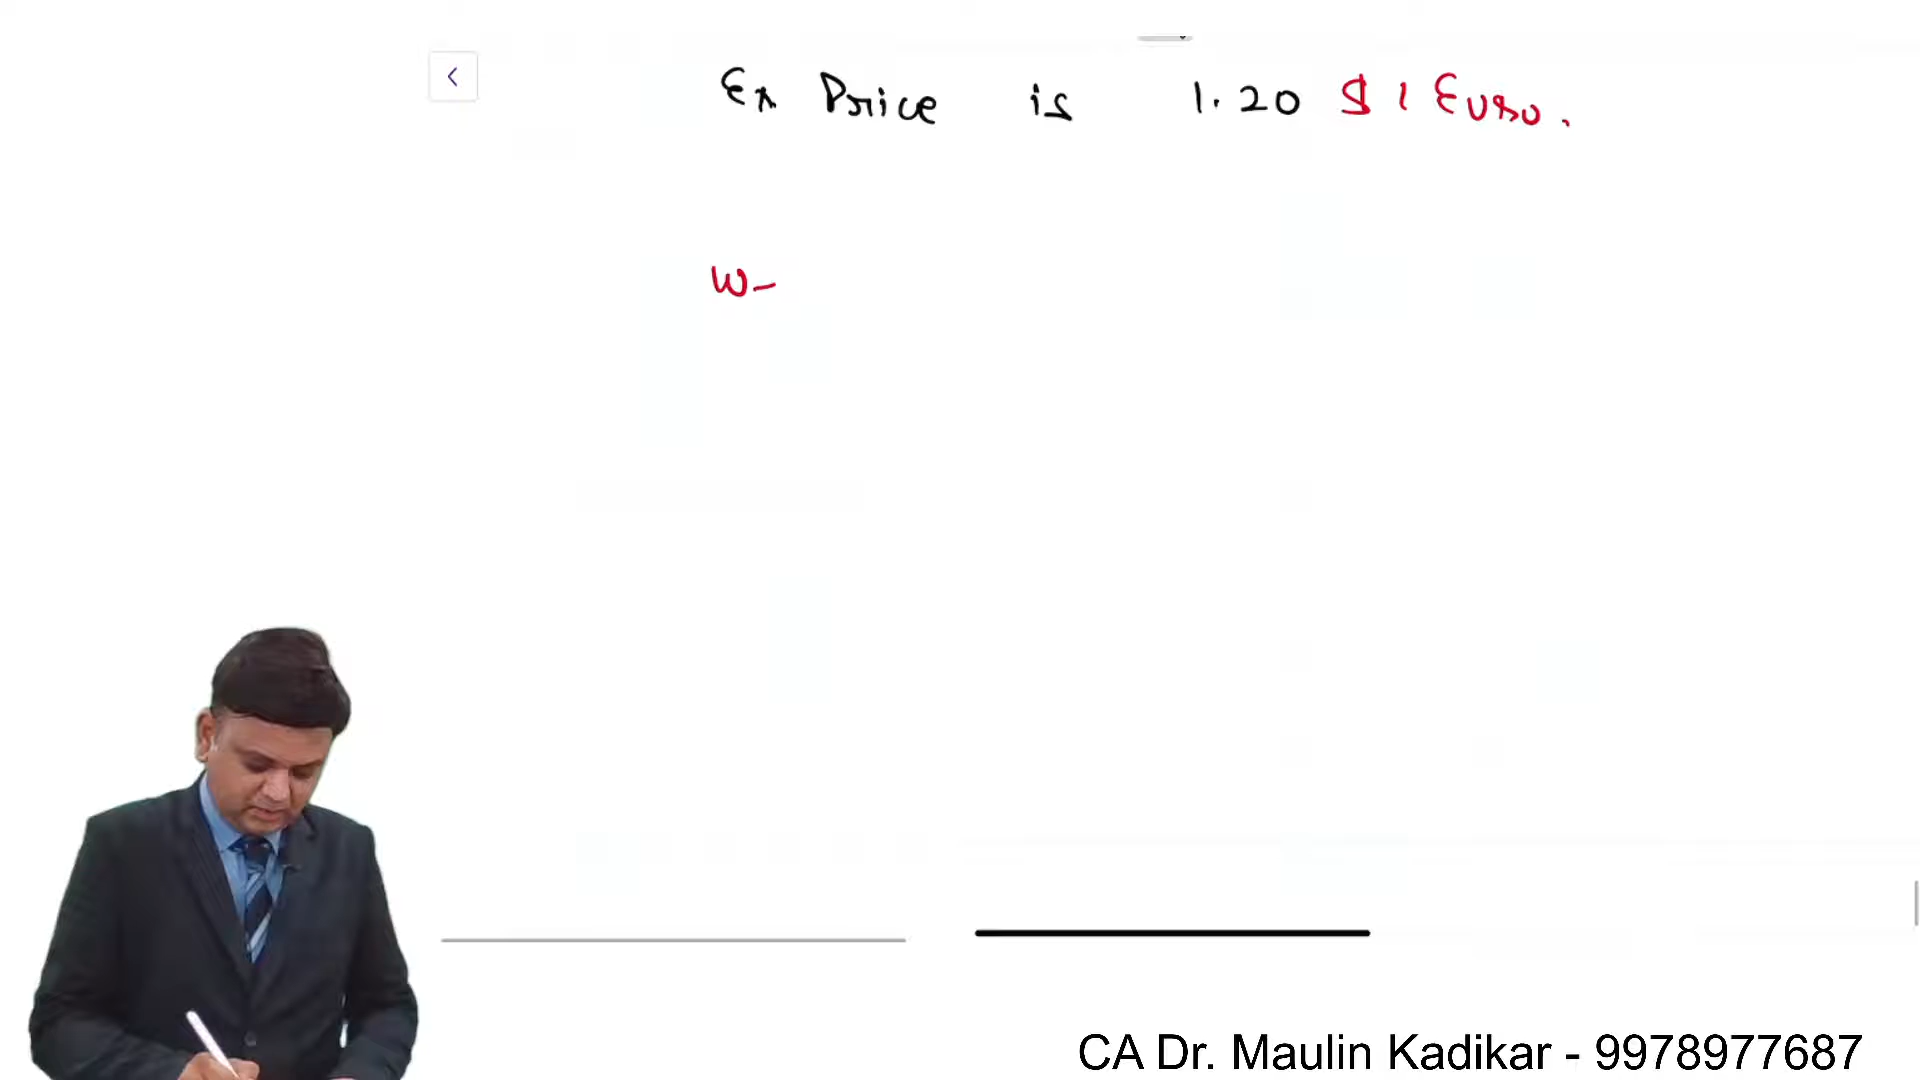 Ex Price is 1.20 $ / Euro.
W-
CA Dr. Maulin Kadikar - 9978977687